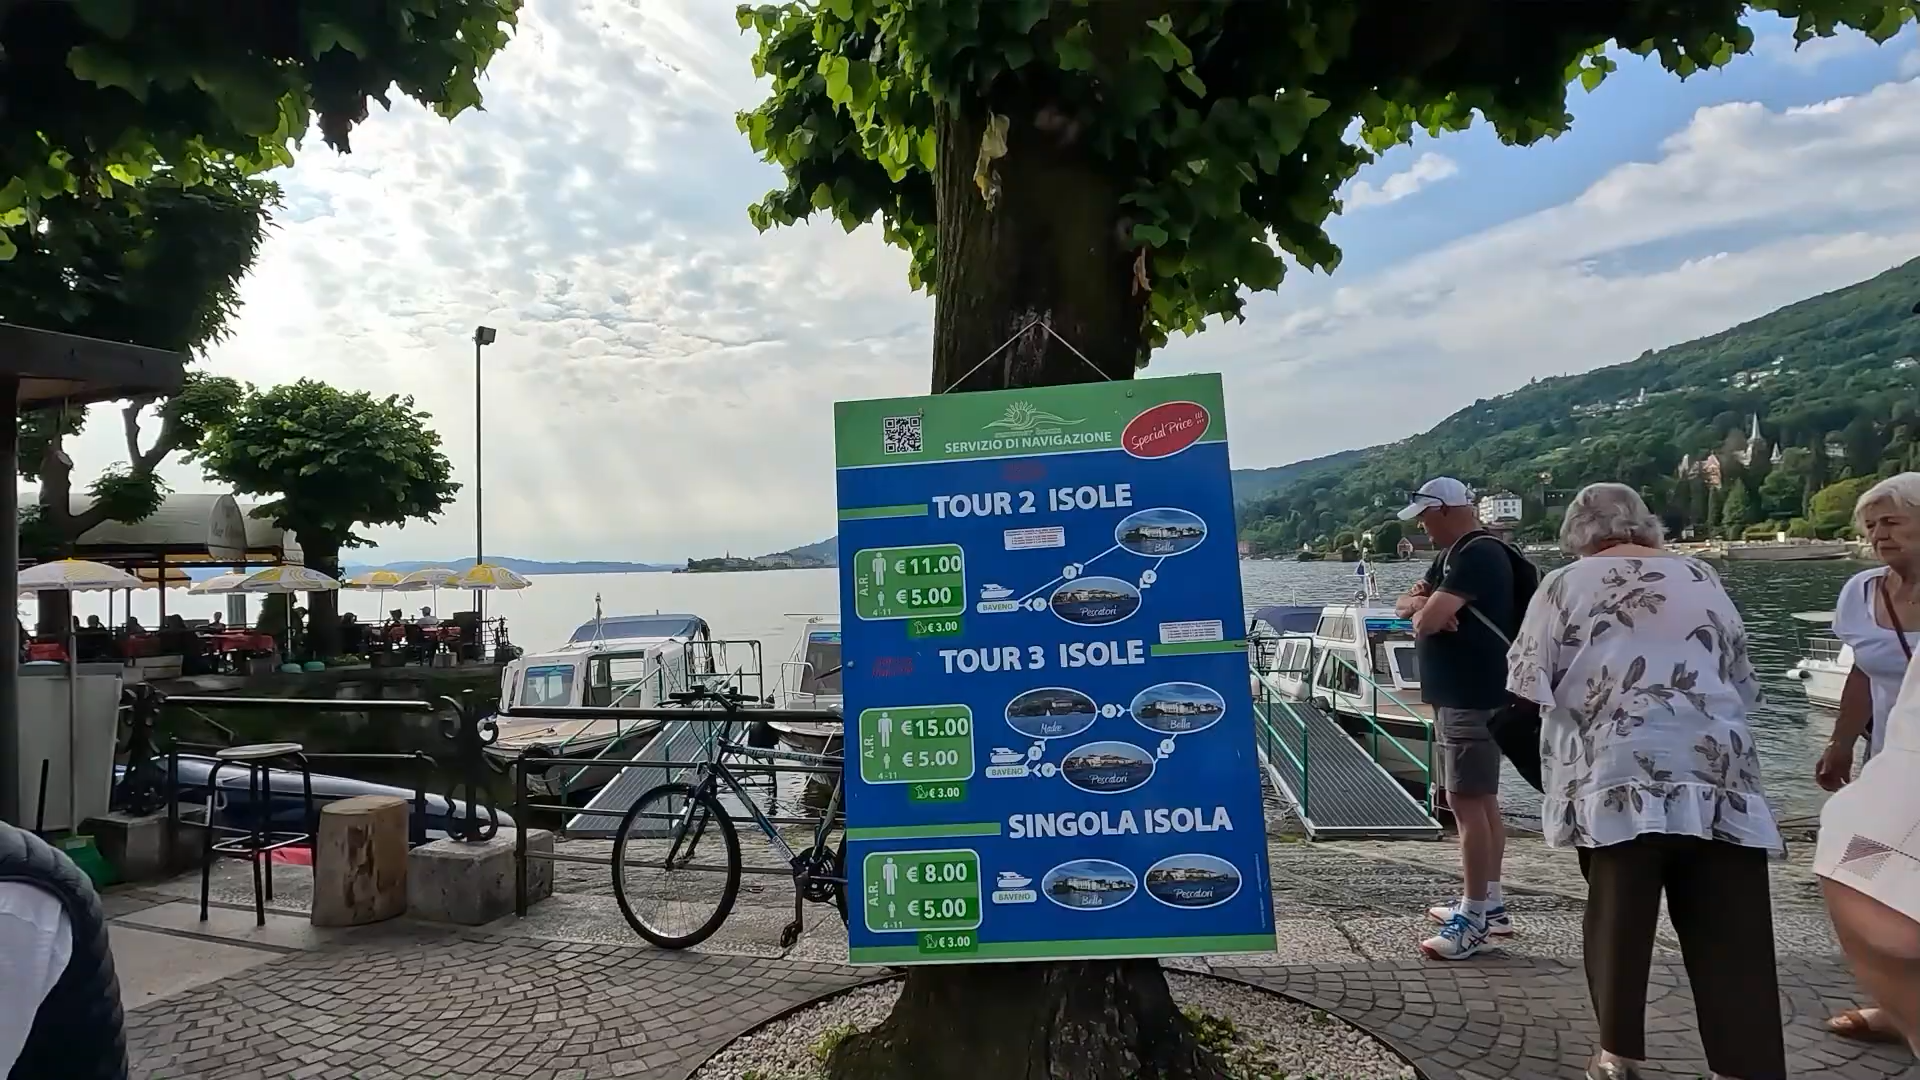 SERVIZIO DI NAVIGAZIONE
Special Price !!!
TOUR 2 ISOLE
Bella
A.R.
€ 11.00
€ 5.00
4-11
€ 3.00
BAVENO
Pescatori
TOUR 3 ISOLE
Madre
Bella
A.R.
€ 15.00
€ 5.00
4-11
€ 3.00
BAVENO
Pescatori
SINGOLA ISOLA
A.R.
€ 8.00
€ 5.00
4-11
€ 3.00
BAVENO
Bella
Pescatori